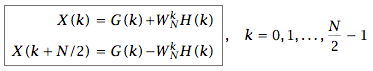 X(k) = G(k)+W_N^k H(k)
X(k+N/2) = G(k)−W_N^k H(k) , k = 0,1,..., N/2 −1